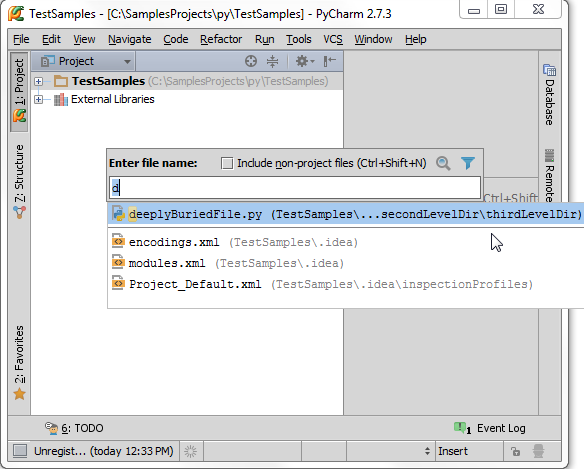 TestSamples - [C:\SamplesProjects\py\TestSamples] - PyCharm 2.7.3
File Edit View Navigate Code Refactor Run Tools VCS Window Help
1: Project
Project
TestSamples (C:\SamplesProjects\py\TestSamples)
External Libraries
Database
Enter file name: Include non-project files (Ctrl+Shift+N)
d
7: Structure
Remote
Ctrl+Shift+
deeplyBuriedFile.py (TestSamples\...secondLevelDir\thirdLevelDir)
encodings.xml (TestSamples\.idea)
modules.xml (TestSamples\.idea)
Project_Default.xml (TestSamples\.idea\inspectionProfiles)
2: Favorites
6: TODO
1 Event Log
Unregist... (today 12:33 PM) Insert